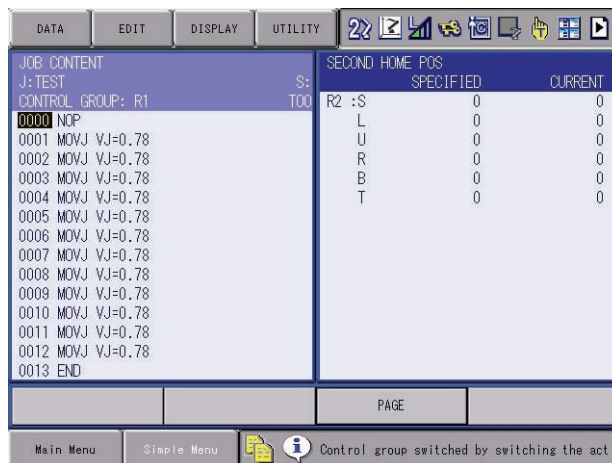 DATA EDIT DISPLAY UTILITY
JOB CONTENT
J:TEST S:
CONTROL GROUP: R1 TOO
0000 NOP
0001 MOVJ VJ=0.78
0002 MOVJ VJ=0.78
0003 MOVJ VJ=0.78
0004 MOVJ VJ=0.78
0005 MOVJ VJ=0.78
0006 MOVJ VJ=0.78
0007 MOVJ VJ=0.78
0008 MOVJ VJ=0.78
0009 MOVJ VJ=0.78
0010 MOVJ VJ=0.78
0011 MOVJ VJ=0.78
0012 MOVJ VJ=0.78
0013 END
SECOND HOME POS
SPECIFIED CURRENT
R2 :S 0 0
L 0 0
U 0 0
R 0 0
B 0 0
T 0 0
PAGE
Main Menu Simple Menu Control group switched by switching the act